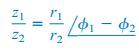 z₁/z₂ = r₁/r₂ /ϕ₁ − ϕ₂